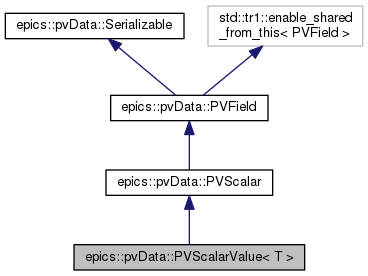 epics::pvData::Serializable
std::tr1::enable_shared
_from_this< PVField >
epics::pvData::PVField
epics::pvData::PVScalar
epics::pvData::PVScalarValue< T >